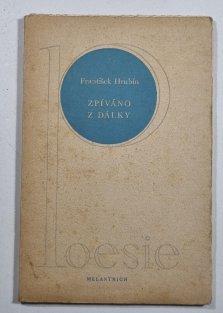 František Hrubín
ZPÍVÁNO
Z DÁLKY
Poesie
MELANTRICH